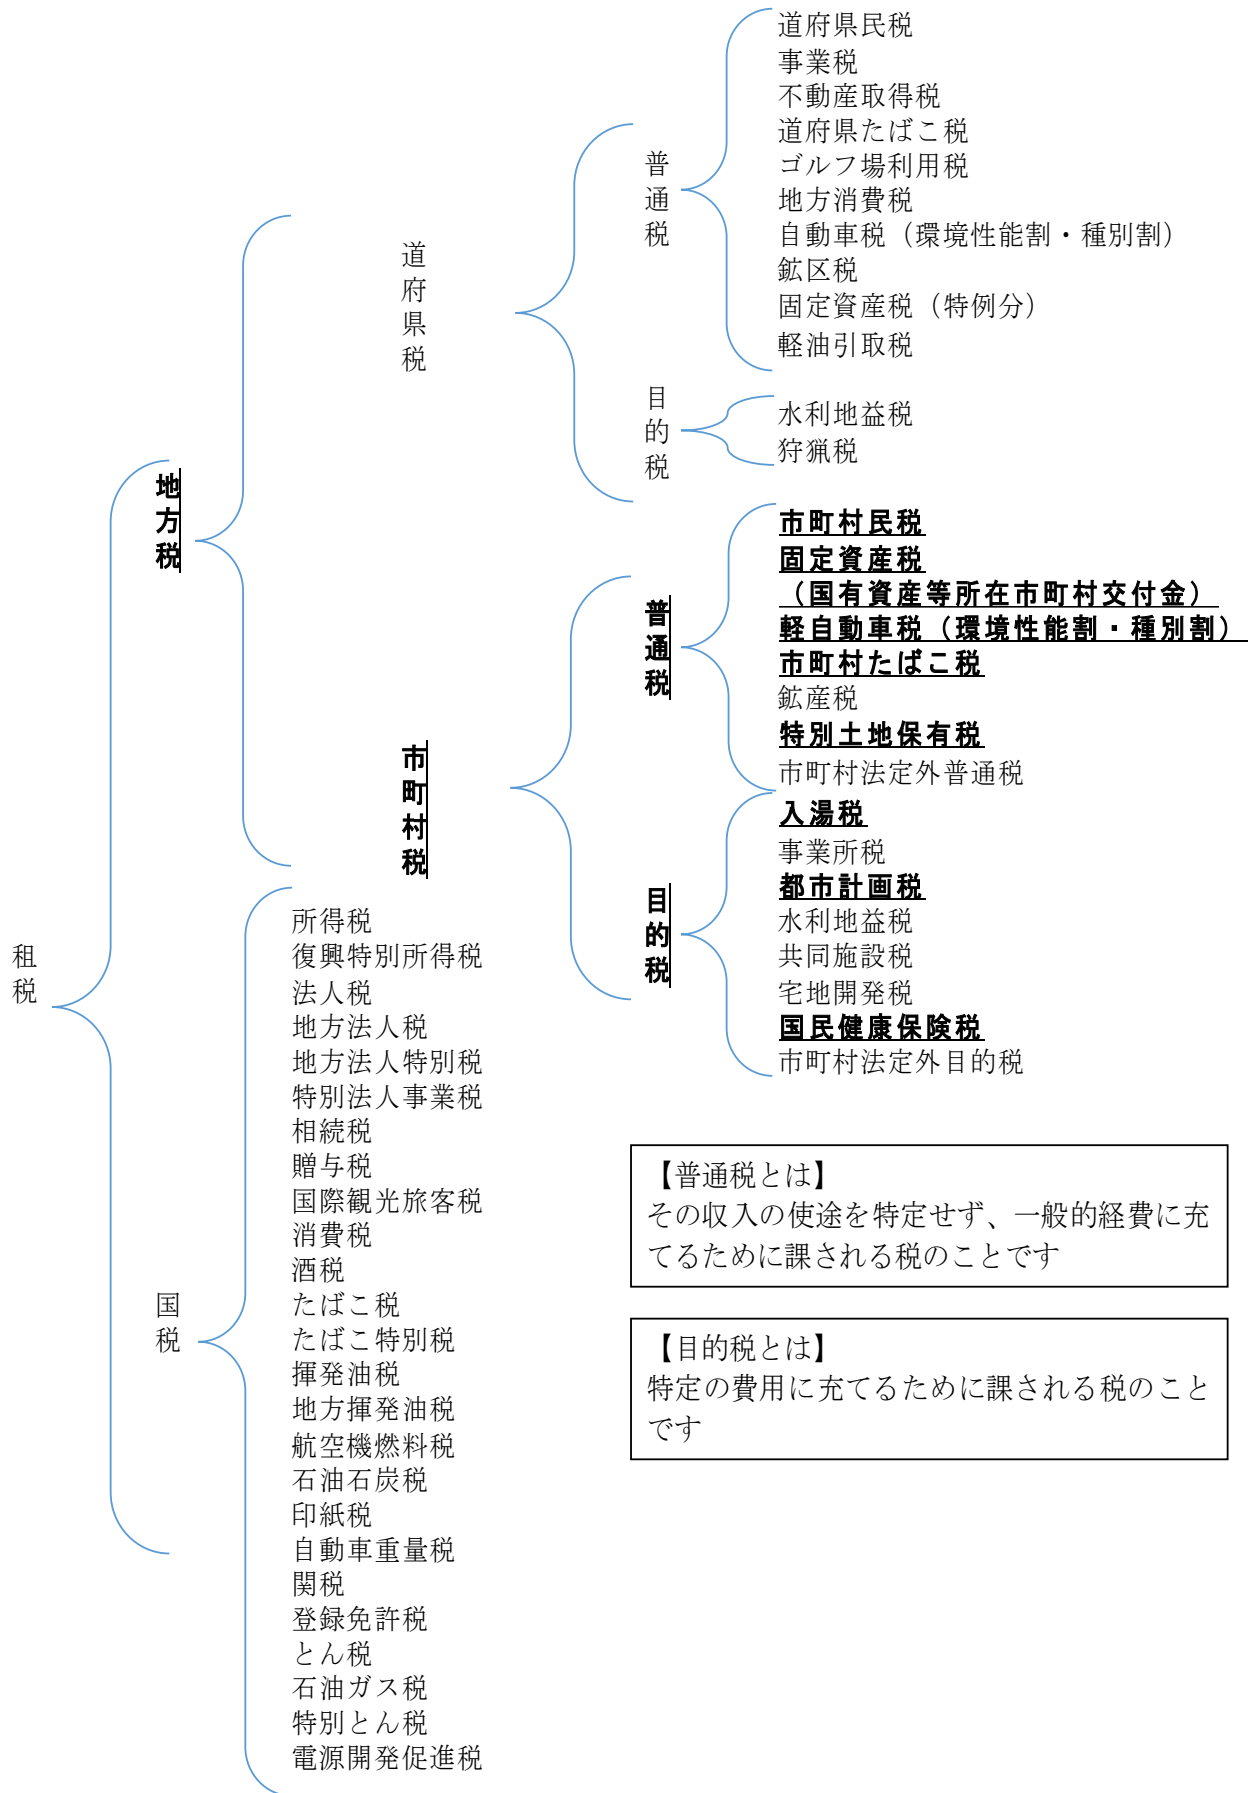 租税
地方税
道府県税
普通税
道府県民税
事業税
不動産取得税
道府県たばこ税
ゴルフ場利用税
地方消費税
自動車税（環境性能割・種別割）
鉱区税
固定資産税（特例分）
軽油引取税
目的税
水利地益税
狩猟税
市町村税
普通税
市町村民税
固定資産税
（国有資産等所在市町村交付金）
軽自動車税（環境性能割・種別割）
市町村たばこ税
鉱産税
特別土地保有税
市町村法定外普通税
目的税
入湯税
事業所税
都市計画税
水利地益税
共同施設税
宅地開発税
国民健康保険税
市町村法定外目的税
国税
所得税
復興特別所得税
法人税
地方法人税
地方法人特別税
特別法人事業税
相続税
贈与税
国際観光旅客税
消費税
酒税
たばこ税
たばこ特別税
揮発油税
地方揮発油税
航空機燃料税
石油石炭税
印紙税
自動車重量税
関税
登録免許税
とん税
石油ガス税
特別とん税
電源開発促進税
【普通税とは】
その収入の使途を特定せず、一般的経費に充
てるために課される税のことです
【目的税とは】
特定の費用に充てるために課される税のこと
です